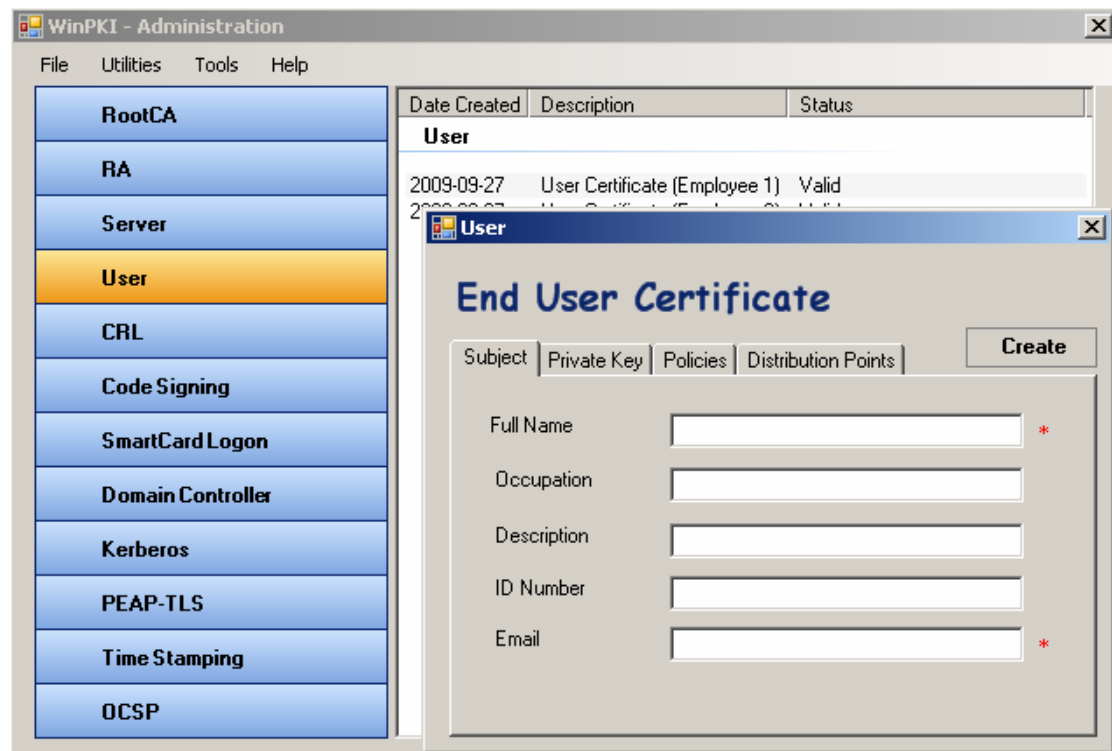 WinPKI - Administration
File Utilities Tools Help
RootCA
RA
Server
User
CRL
Code Signing
SmartCard Logon
Domain Controller
Kerberos
PEAP-TLS
Time Stamping
OCSP
Date Created Description Status
User
2009-09-27 User Certificate (Employee 1) Valid
User
End User Certificate
Create
Subject Private Key Policies Distribution Points
Full Name *
Occupation
Description
ID Number
Email *